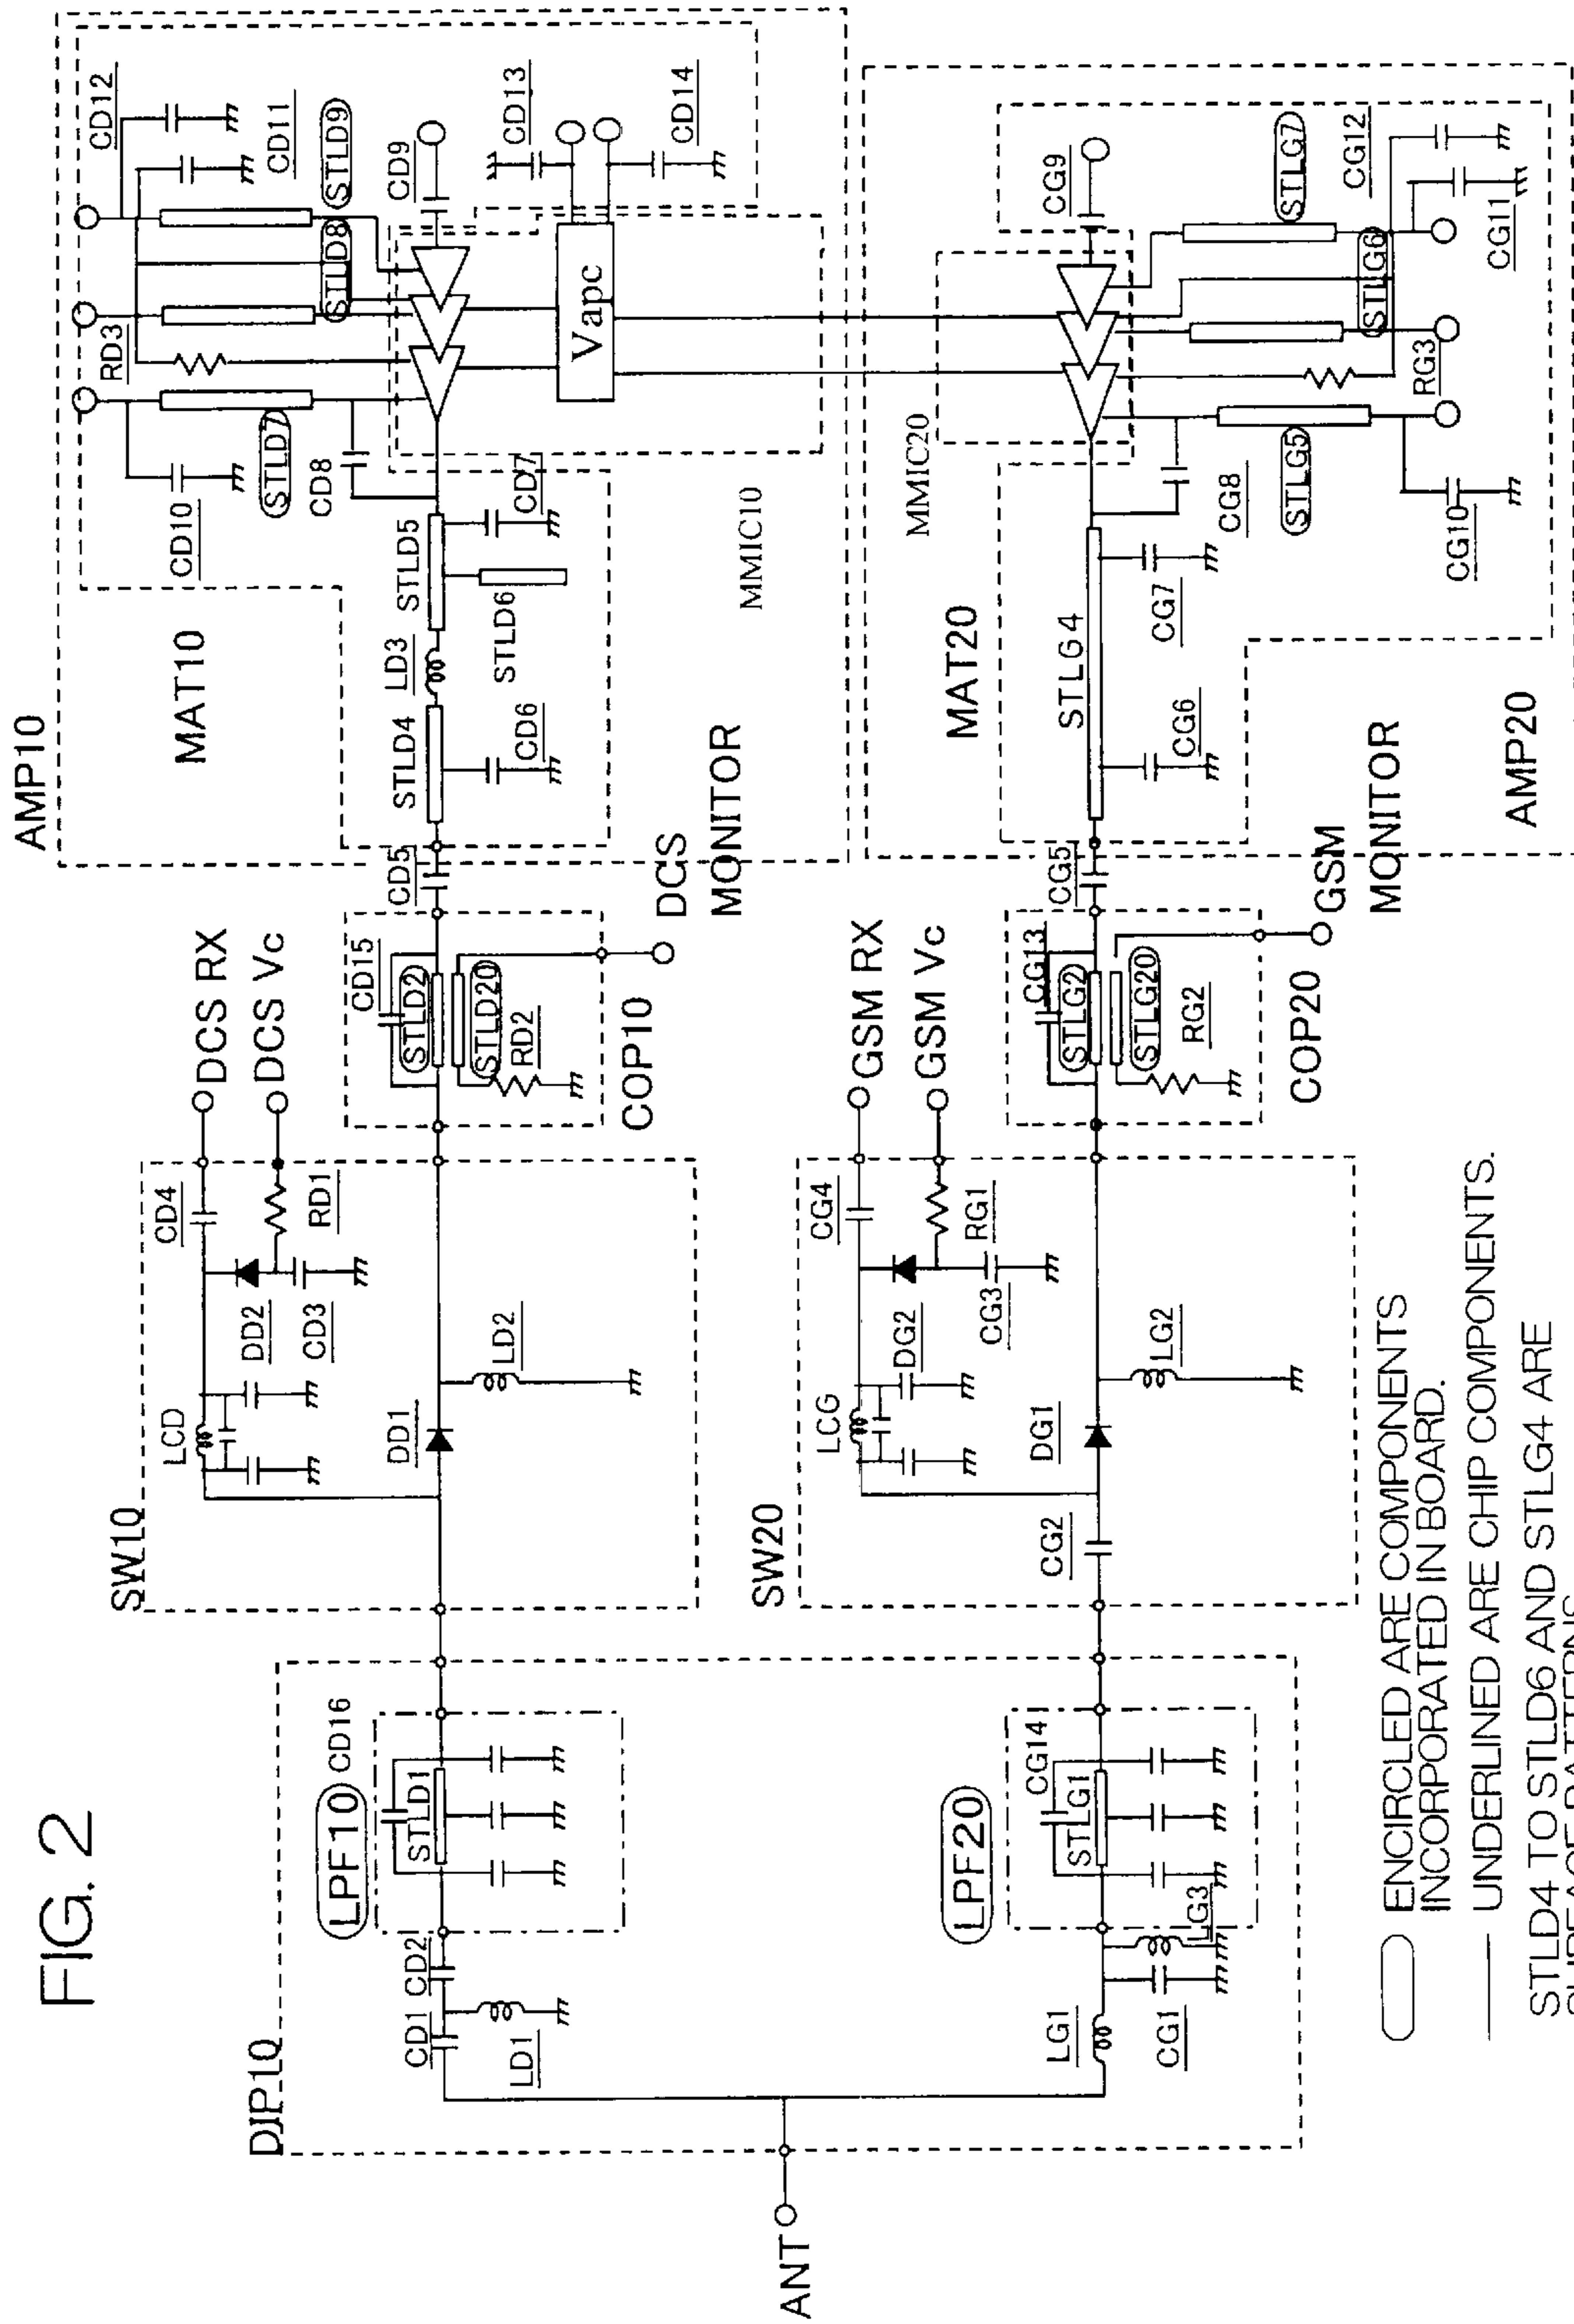 FIG. 2
AMP10
CD12
CD11
STLD9
STLD8
RD3
STLD7
CD10
CD8
CD9
CD13
CD14
Vapc
MAT10
STLD5
CD7
STLD6
LD3
STLD4
CD6
MMIC10
CD5
DCS
MONITOR
DCS RX
DCS Vc
CD15
STLD2
STLD20
RD2
COP10
SW10
CD4
RD1
DD2
CD3
LCD
DD1
LD2
DIP10
LPF10
CD16
STLD1
CD2
CD1
LD1
ANT
LPF20
CG14
STLG1
LG3
LG1
CG1
SW20
CG2
CG4
RG1
DG2
CG3
LCG
DG1
LG2
GSM RX
GSM Vc
CG13
STLG2
STLG20
RG2
COP20
GSM
MONITOR
CG5
MAT20
STLG4
CG7
CG6
MMIC20
CG9
STLG7
CG12
STLG6
CG11
RG3
CG8
STLG5
CG10
AMP20
ENCIRCLED ARE COMPONENTS
INCORPORATED IN BOARD.
UNDERLINED ARE CHIP COMPONENTS.
STLD4 TO STLD6 AND STLG4 ARE